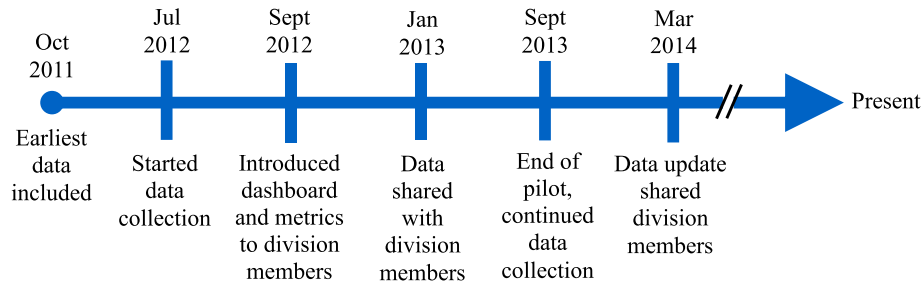 Oct
2011
Earliest
data
included
Jul
2012
Started
data
collection
Sept
2012
Introduced
dashboard
and metrics
to division
members
Jan
2013
Data
shared
with
division
members
Sept
2013
End of
pilot,
continued
data
collection
Mar
2014
Data update
shared
division
members
Present